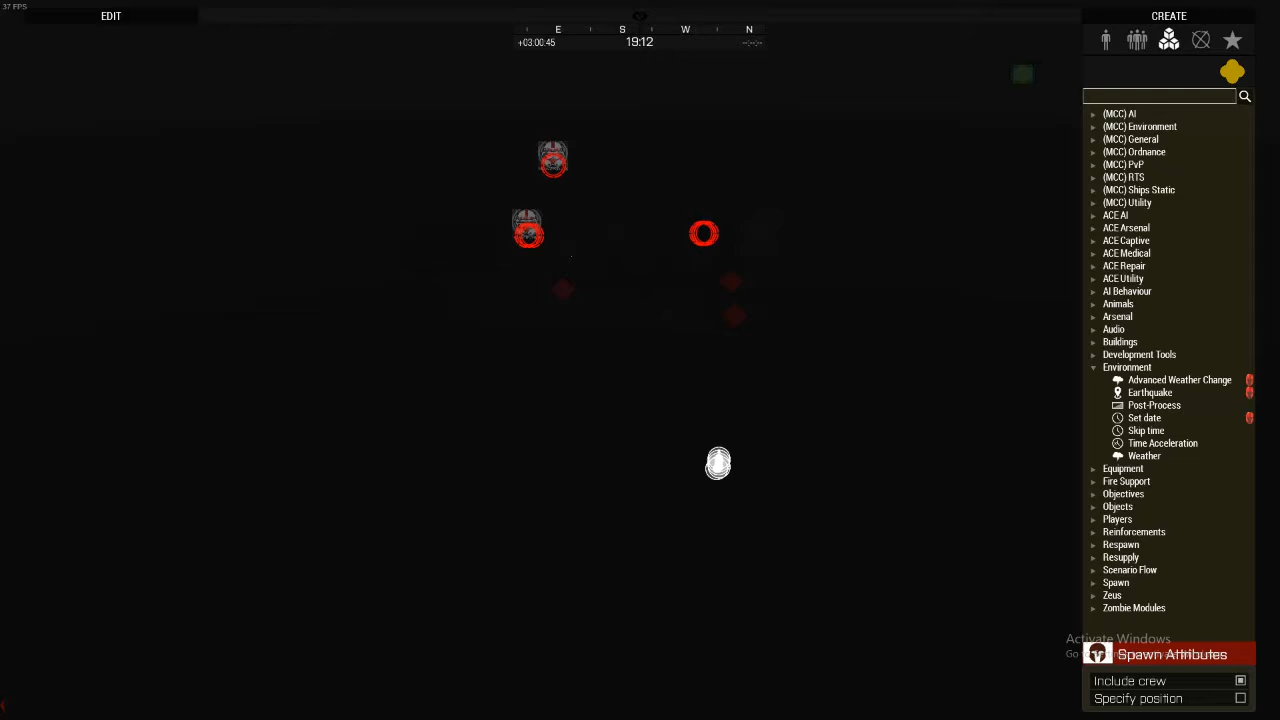 37 FPS
EDIT
E S W N
+03:00:45 19:12 --:--:--
CREATE
(MCC) AI
(MCC) Environment
(MCC) General
(MCC) Ordnance
(MCC) PvP
(MCC) RTS
(MCC) Ships Static
(MCC) Utility
ACE AI
ACE Arsenal
ACE Captive
ACE Medical
ACE Repair
ACE Utility
AI Behaviour
Animals
Arsenal
Audio
Buildings
Development Tools
Environment
Advanced Weather Change
Earthquake
Post-Process
Set date
Skip time
Time Acceleration
Weather
Equipment
Fire Support
Objectives
Objects
Players
Reinforcements
Respawn
Resupply
Scenario Flow
Spawn
Zeus
Zombie Modules
Activate Windows
Spawn Attributes
Include crew
Specify position